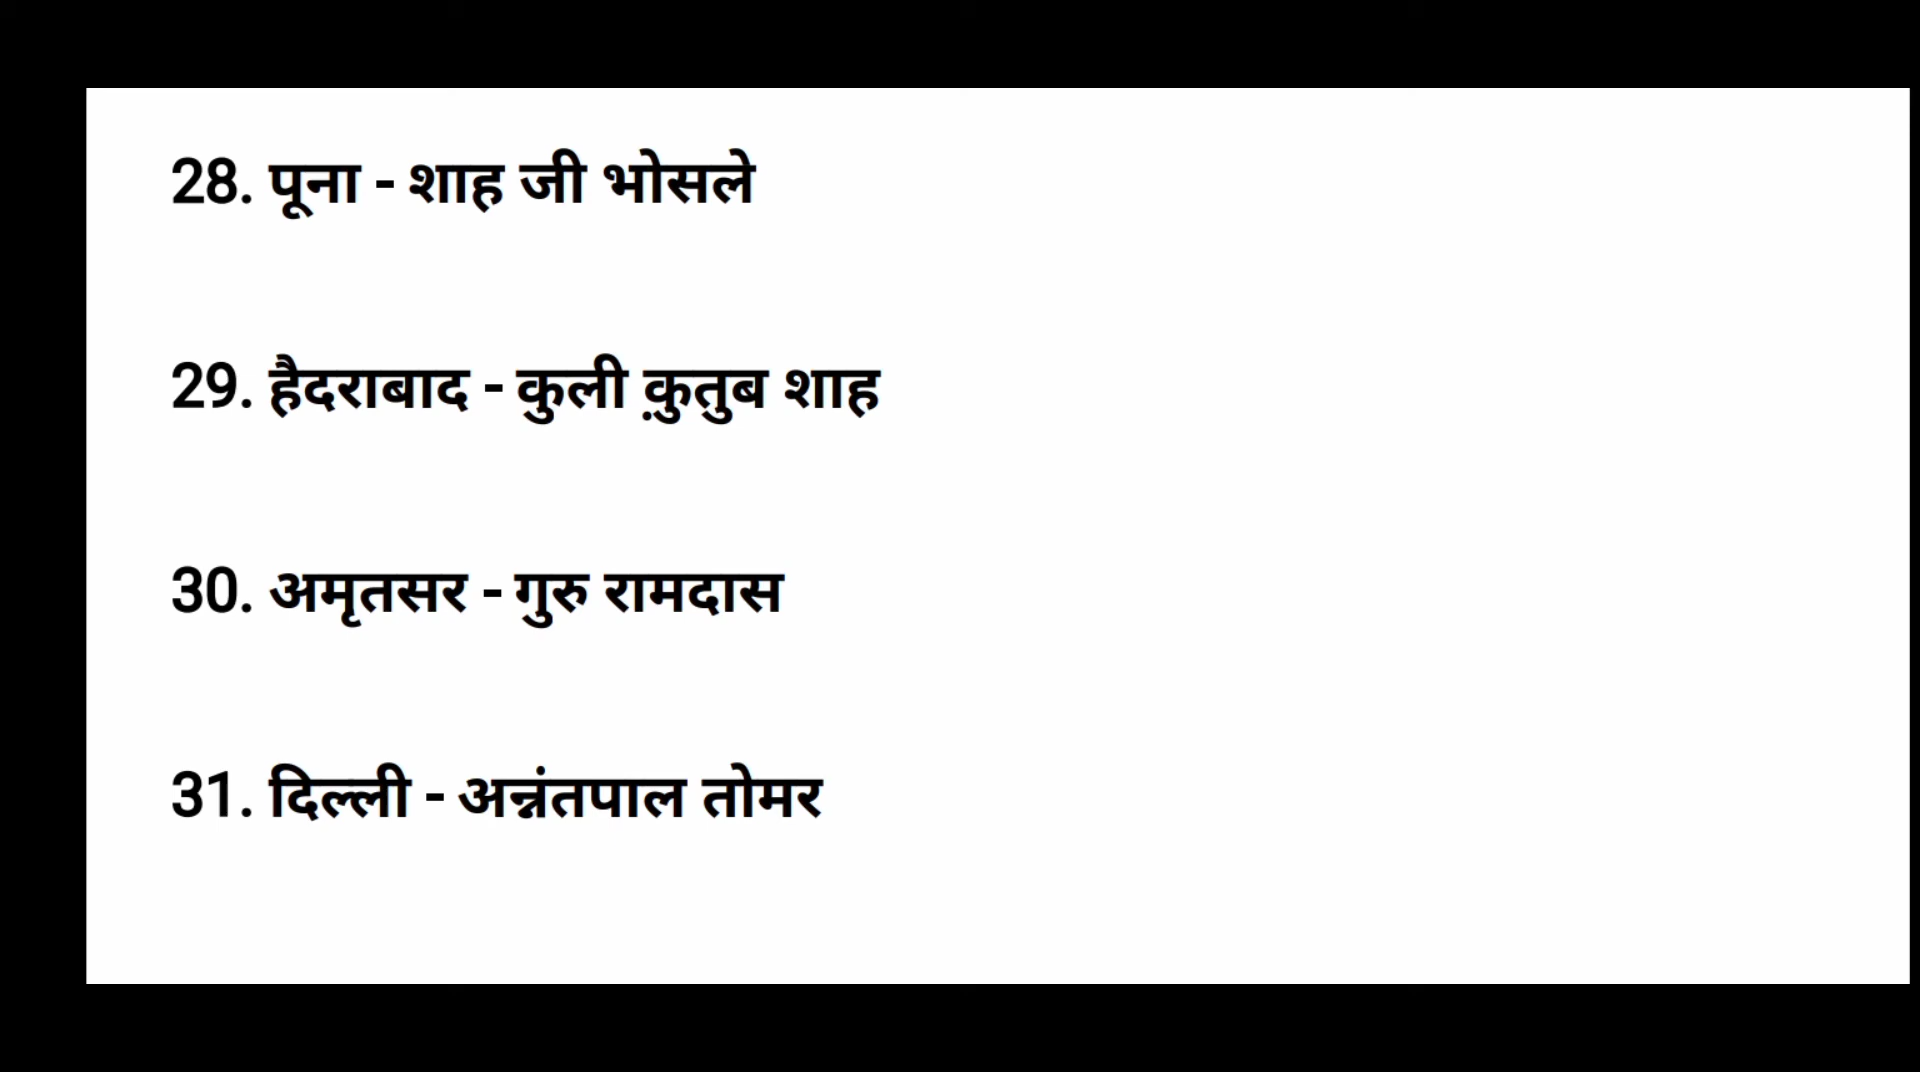 28. पूना - शाह जी भोसले
29. हैदराबाद - कुली क़ुतुब शाह
30. अमृतसर - गुरु रामदास
31. दिल्ली - अन्नंतपाल तोमर